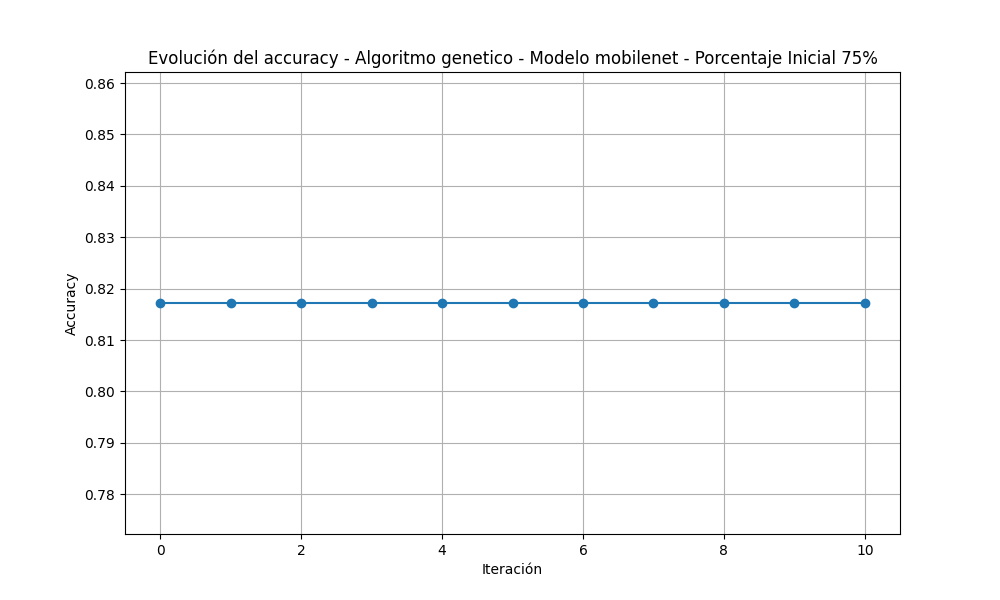 Evolución del accuracy - Algoritmo genetico - Modelo mobilenet - Porcentaje Inicial 75%
0.86
0.85
0.84
0.83
0.82
0.81
0.80
0.79
0.78
Accuracy
0 2 4 6 8 10
Iteración